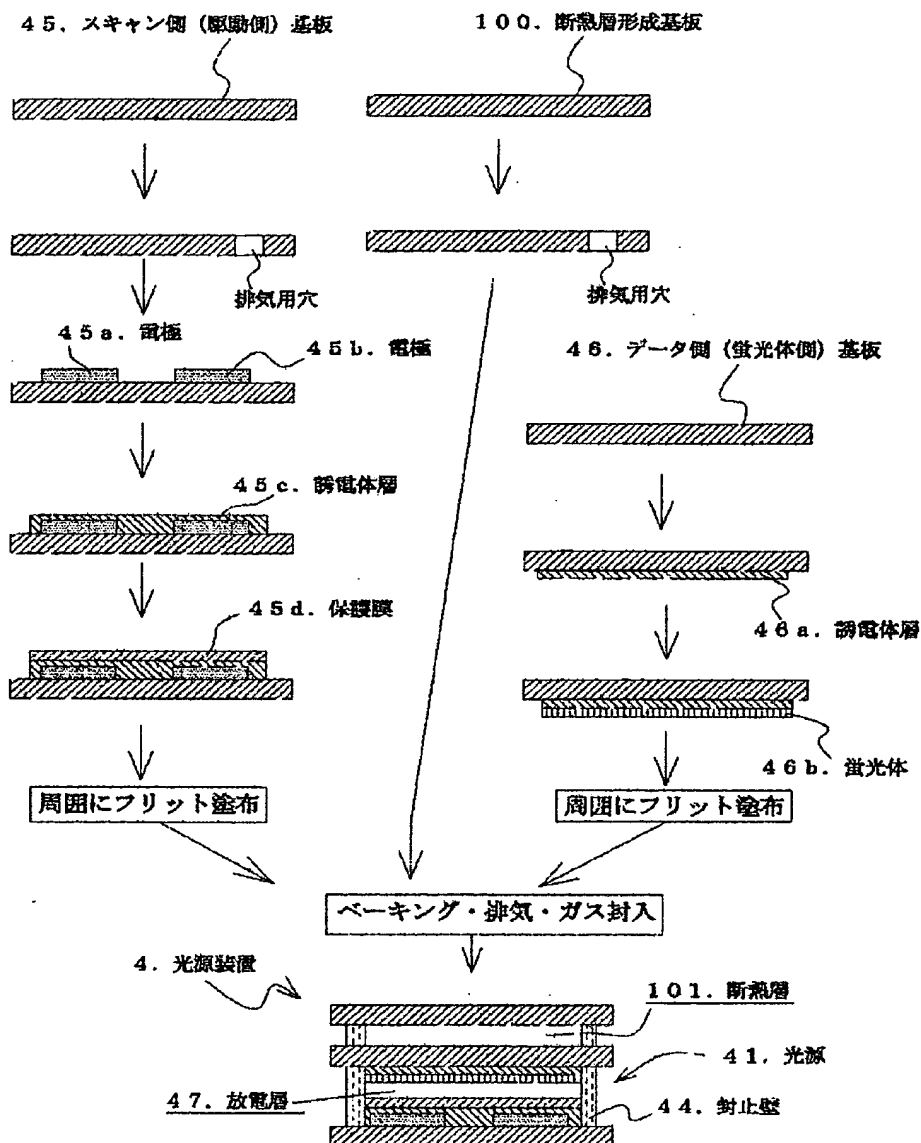 45．スキャン側（駆動側）基板
100．断熱層形成基板
排気用穴
排気用穴
45a．電極
45b．電極
46．データ側（蛍光体側）基板
45c．誘電体層
45d．保護膜
46a．誘電体層
46b．蛍光体
周囲にフリット塗布
周囲にフリット塗布
ベーキング・排気・ガス封入
4．光源装置
101．断熱層
41．光源
47．放電層
44．封止壁